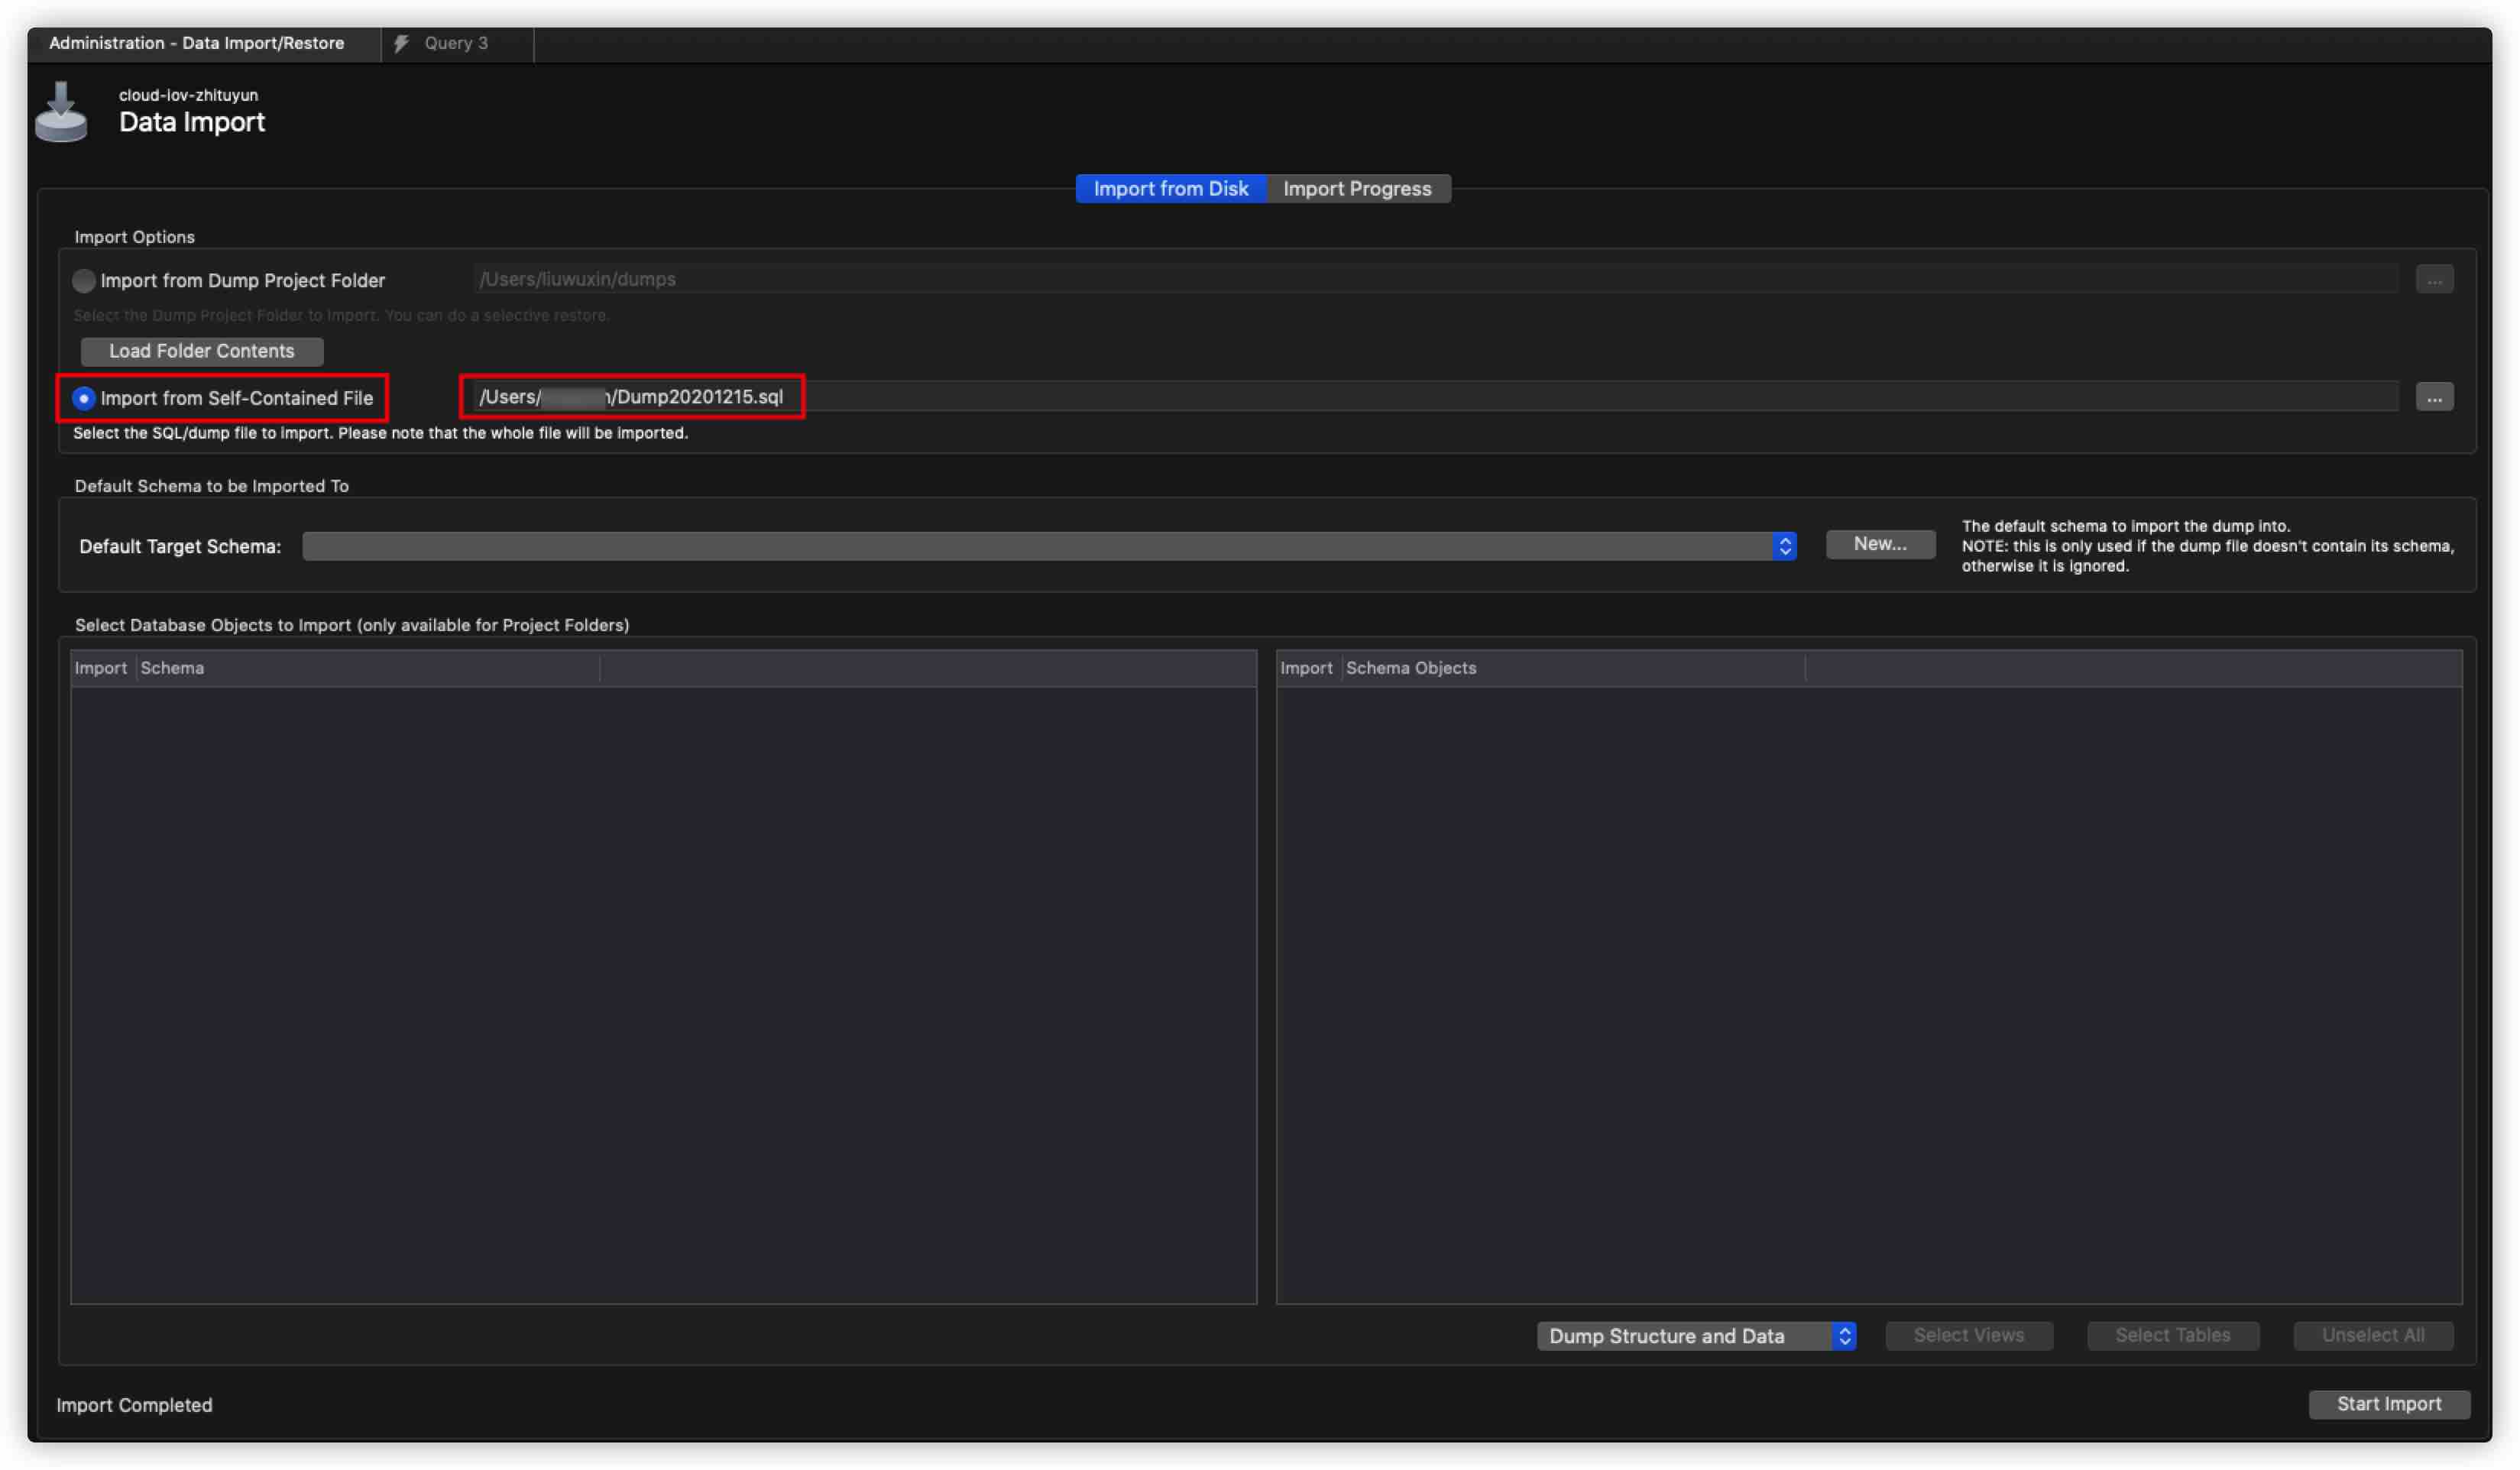 Administration - Data Import/Restore
Query 3
cloud-iov-zhituyun
Data Import
Import from Disk
Import Progress
Import Options
Import from Dump Project Folder
/Users/liuwuxin/dumps
...
Select the Dump Project Folder to import. You can do a selective restore.
Load Folder Contents
Import from Self-Contained File
/Users/ /Dump20201215.sql
...
Select the SQL/dump file to import. Please note that the whole file will be imported.
Default Schema to be Imported To
Default Target Schema:
New...
The default schema to import the dump into.
NOTE: this is only used if the dump file doesn't contain its schema,
otherwise it is ignored.
Select Database Objects to Import (only available for Project Folders)
Import Schema
Import Schema Objects
Dump Structure and Data
Select Views
Select Tables
Unselect All
Import Completed
Start Import